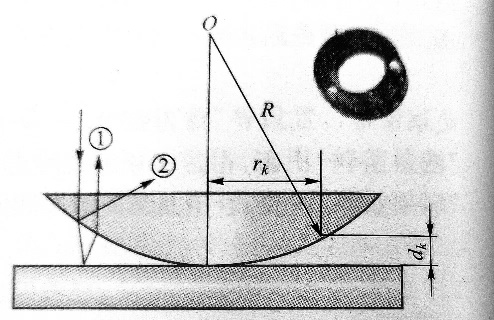 O
R
①
②
r_k
d_k